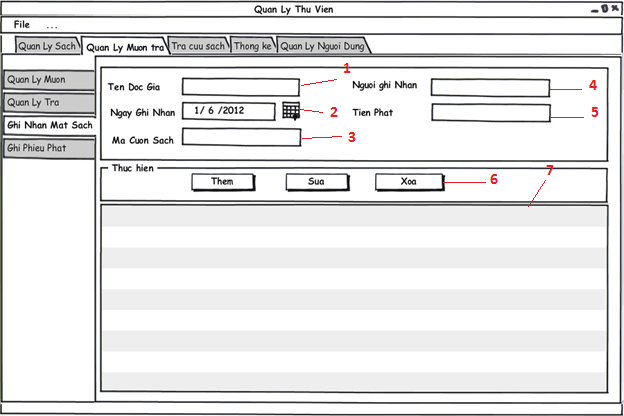 Quan Ly Thu Vien
File ...
Quan Ly Sach Quan Ly Muon tra Tra cuu sach Thong ke Quan Ly Nguoi Dung
Quan Ly Muon
Quan Ly Tra
Ghi Nhan Mat Sach
Ghi Phieu Phat
Ten Doc Gia 1 Nguoi ghi Nhan 4
Ngay Ghi Nhan 1/ 6 /2012 2 Tien Phat 5
Ma Cuon Sach 3
Thuc hien
Them Sua Xoa 6
7